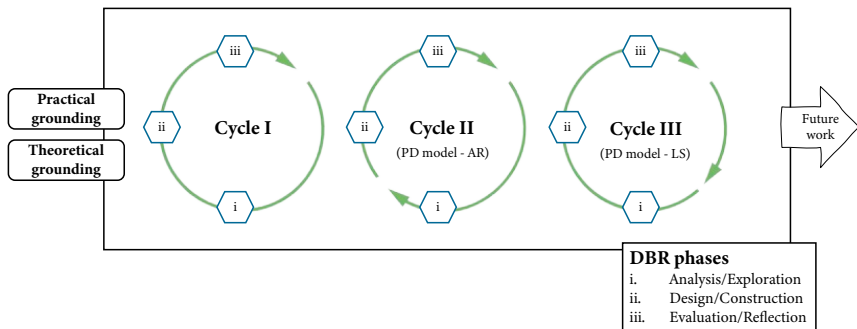 Practical
grounding
Theoretical
grounding
iii
ii
Cycle I
i
iii
ii
Cycle II
(PD model - AR)
i
iii
ii
Cycle III
(PD model - LS)
i
Future
work
DBR phases
i. Analysis/Exploration
ii. Design/Construction
iii. Evaluation/Reflection